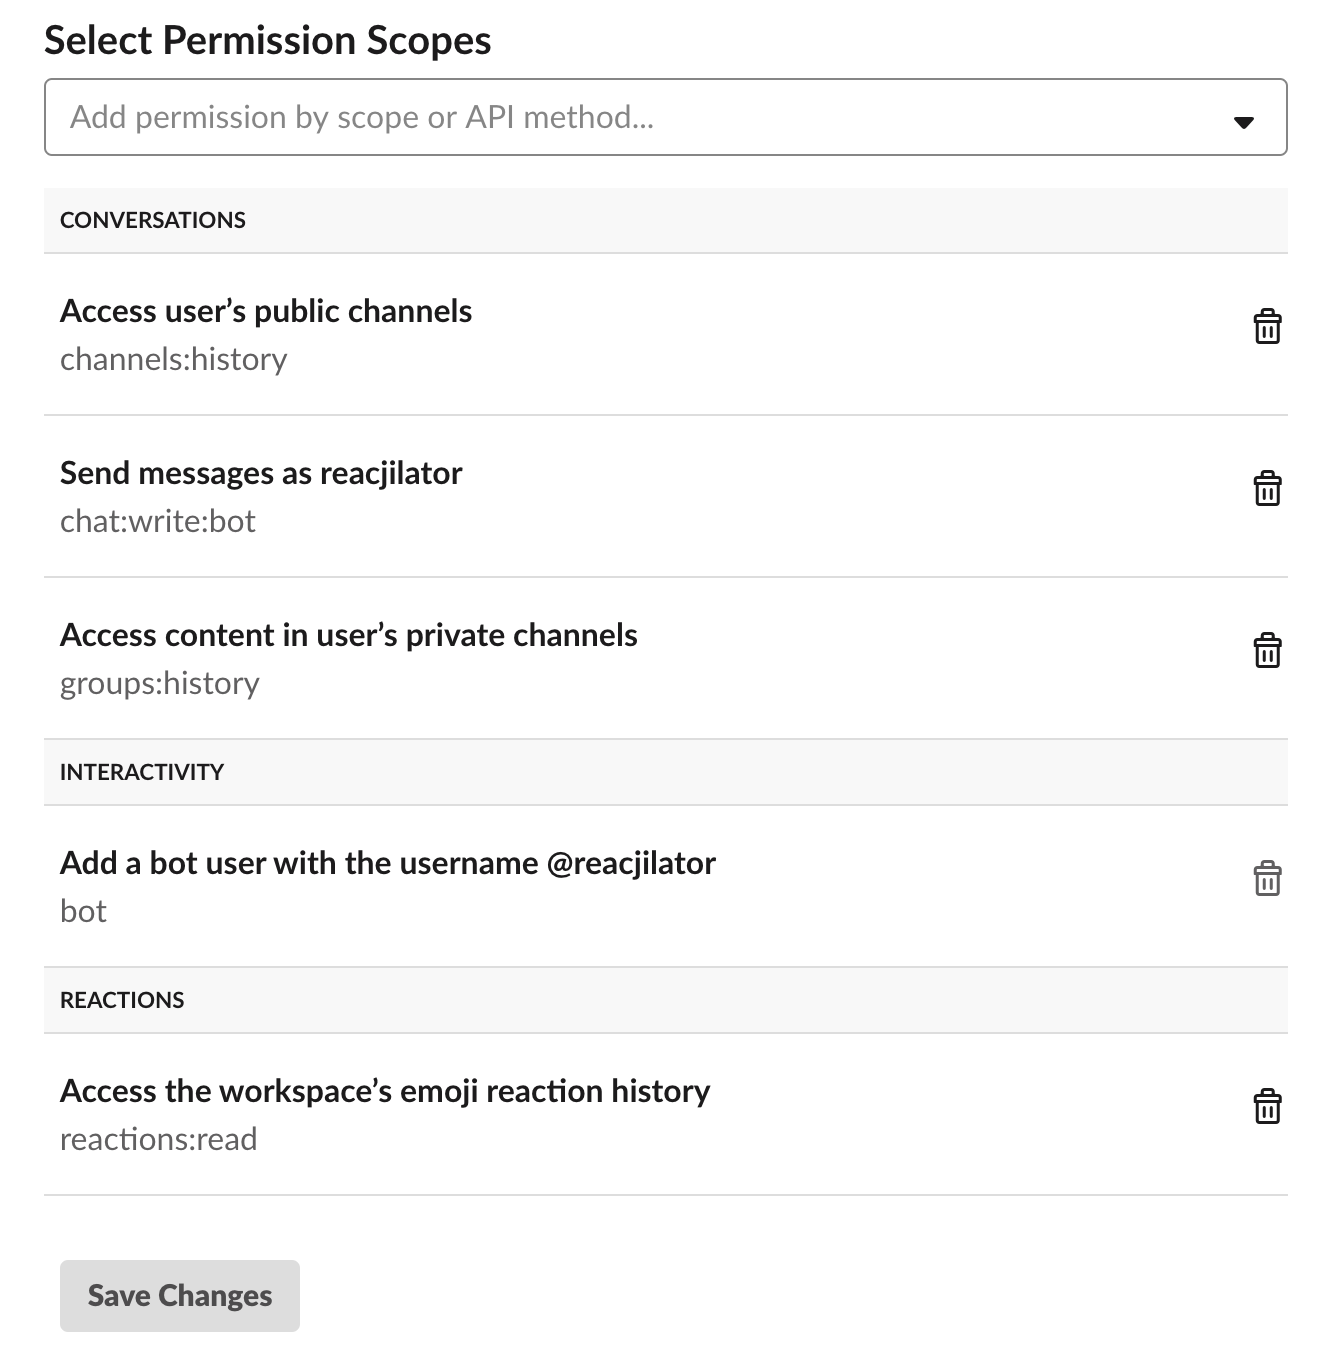 Select Permission Scopes
Add permission by scope or API method...
CONVERSATIONS
Access user’s public channels
channels:history
Send messages as reacjilator
chat:write:bot
Access content in user’s private channels
groups:history
INTERACTIVITY
Add a bot user with the username @reacjilator
bot
REACTIONS
Access the workspace’s emoji reaction history
reactions:read
Save Changes